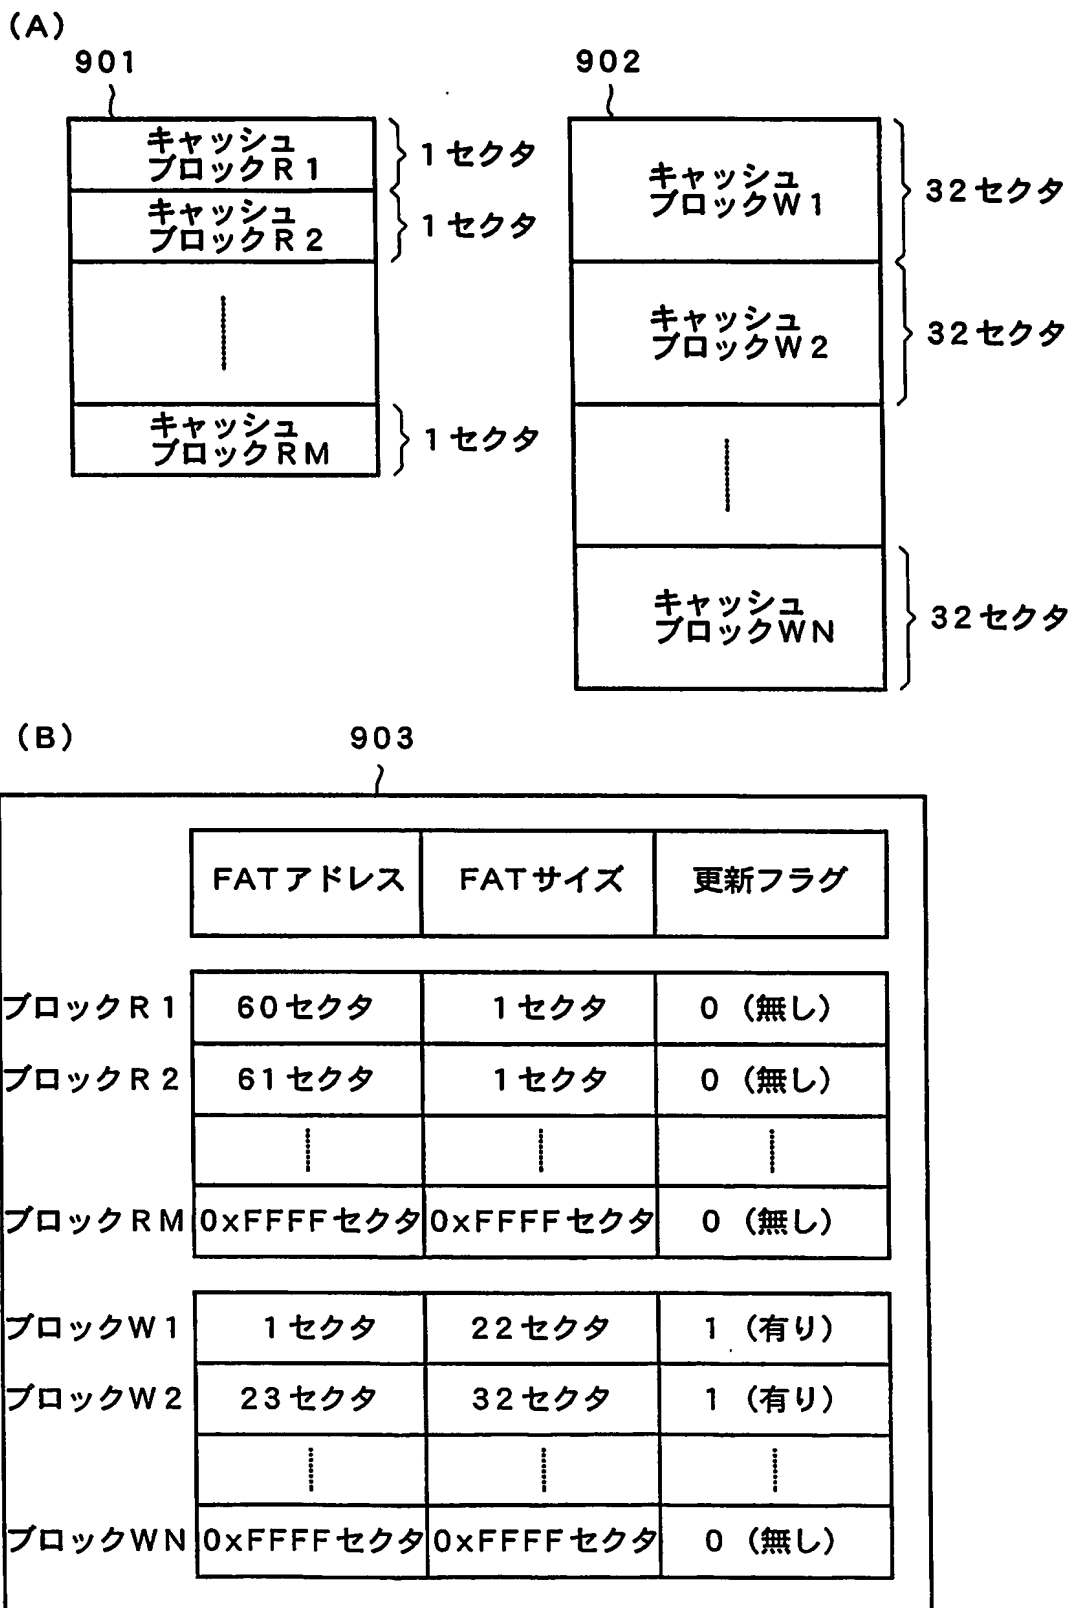 (A)
901
902
キャッシュ
ブロックR1
1セクタ
キャッシュ
ブロックR2
1セクタ
キャッシュ
ブロックRM
1セクタ
キャッシュ
ブロックW1
32セクタ
キャッシュ
ブロックW2
32セクタ
キャッシュ
ブロックWN
32セクタ
(B)
903
FATアドレス FATサイズ 更新フラグ
ブロックR1 60セクタ 1セクタ 0(無し)
ブロックR2 61セクタ 1セクタ 0(無し)
ブロックRM 0xFFFFセクタ 0xFFFFセクタ 0(無し)
ブロックW1 1セクタ 22セクタ 1(有り)
ブロックW2 23セクタ 32セクタ 1(有り)
ブロックWN 0xFFFFセクタ 0xFFFFセクタ 0(無し)